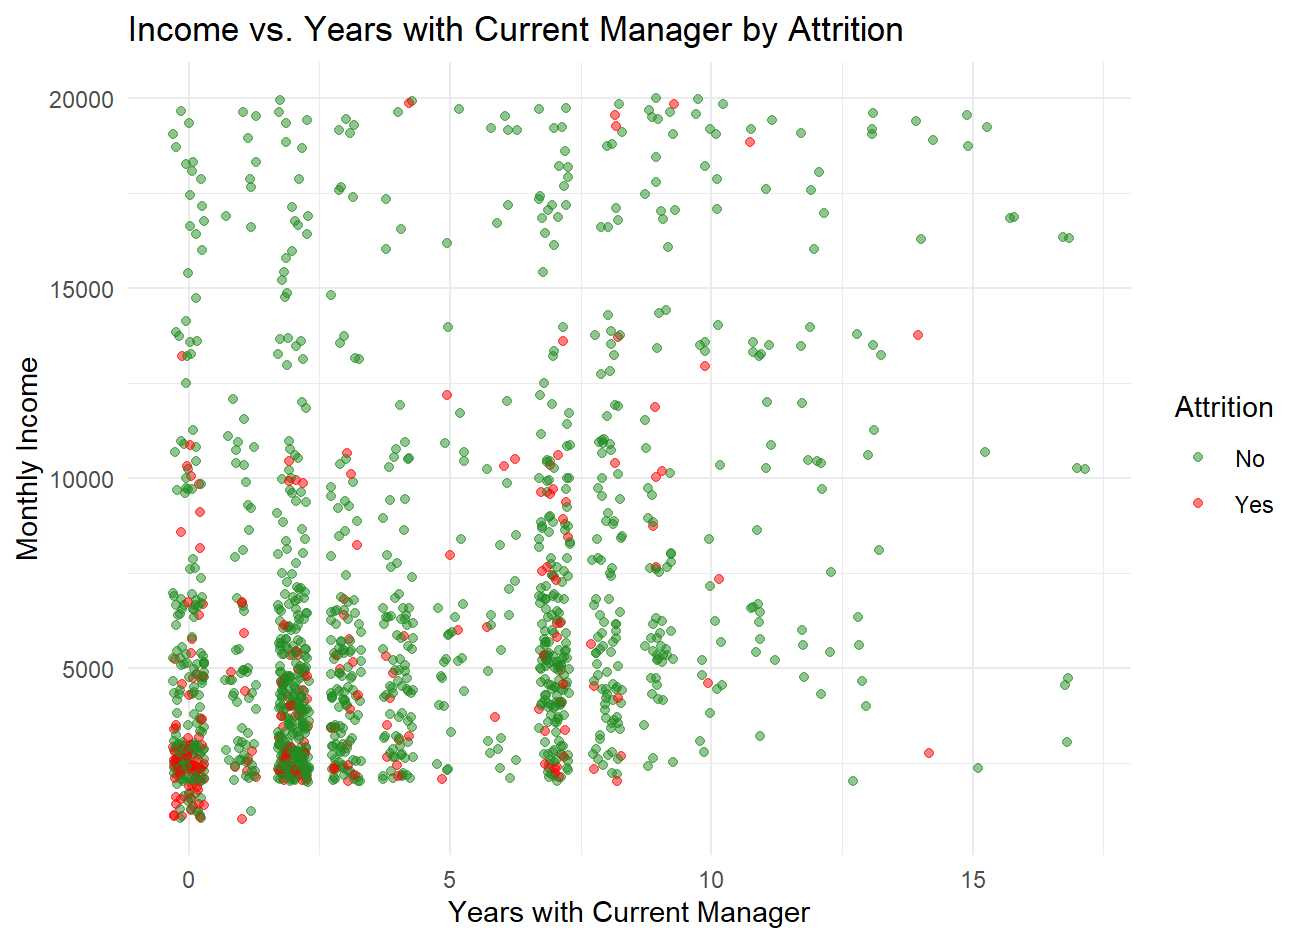 Income vs. Years with Current Manager by Attrition
20000
15000
10000
5000
Monthly Income
0
5
10
15
Years with Current Manager
Attrition
No
Yes